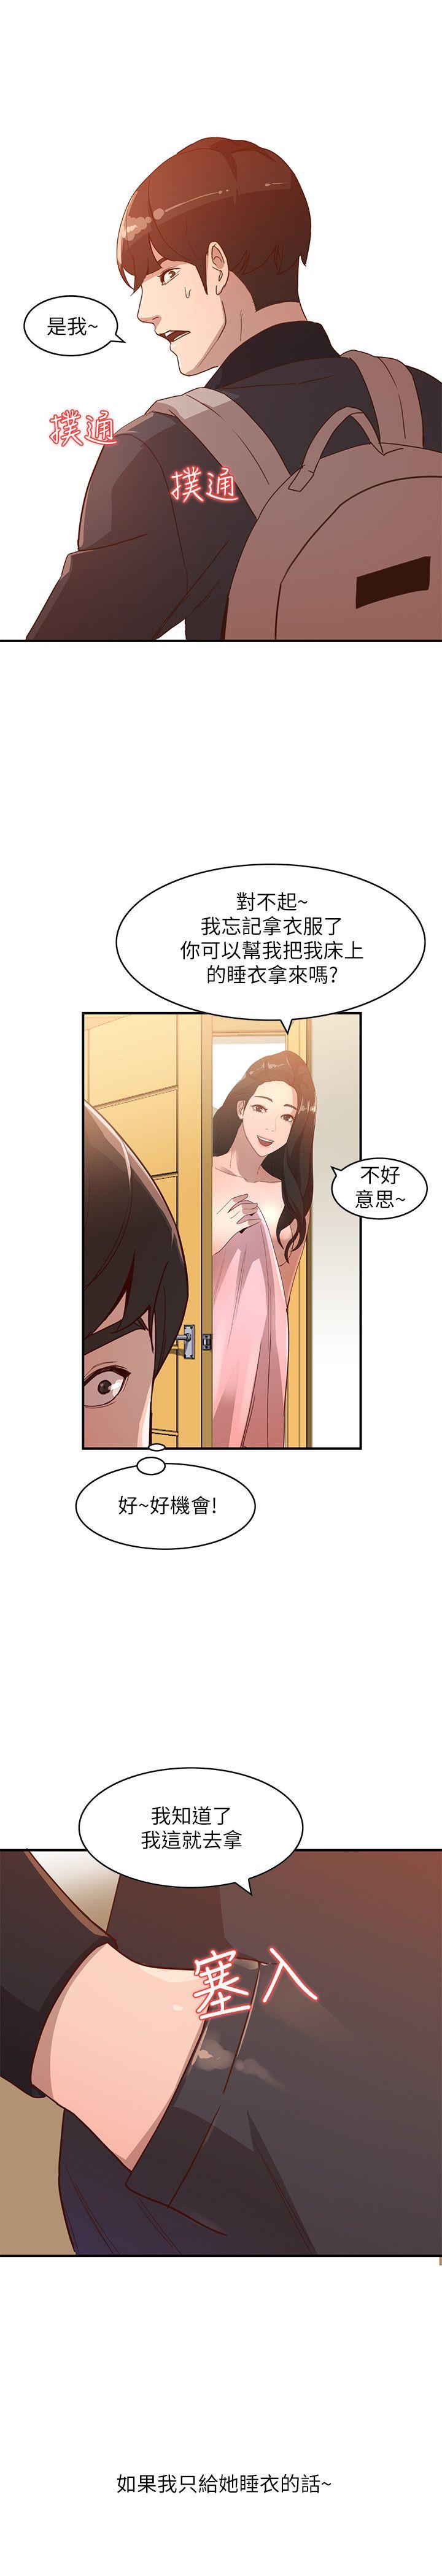 是我~
撲通
撲通
對不起~
我忘記拿衣服了
你可以幫我把我床上
的睡衣拿來嗎?
不好
意思~
好~好機會!
我知道了
我這就去拿
塞入
如果我只給她睡衣的話~